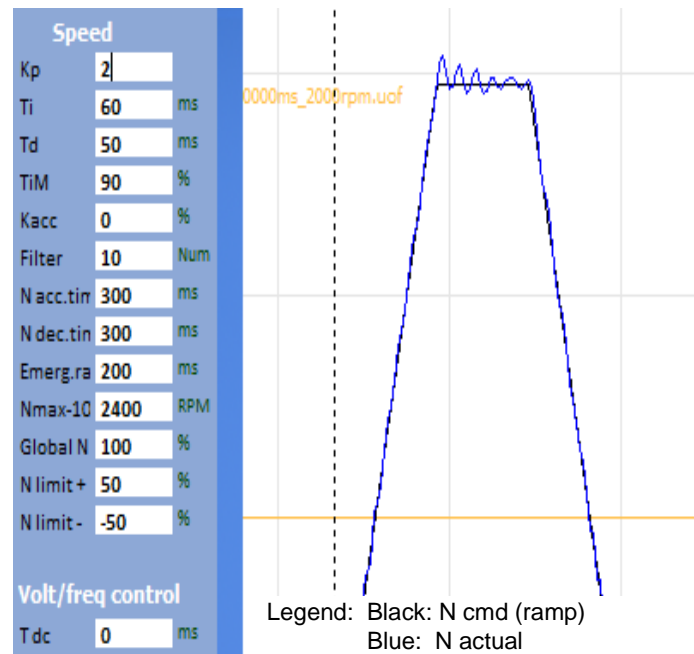 Speed
Kp 2
Ti 60 ms
Td 50 ms
TiM 90 %
Kacc 0 %
Filter 10 Num
N acc.tim 300 ms
N dec.tin 300 ms
Emerg.ra 200 ms
Nmax-10 2400 RPM
Global N 100 %
N limit + 50 %
N limit - -50 %
Volt/freq control
T dc 0 ms
0000ms_2000rpm.uof
Legend: Black: N cmd (ramp)
Blue: N actual